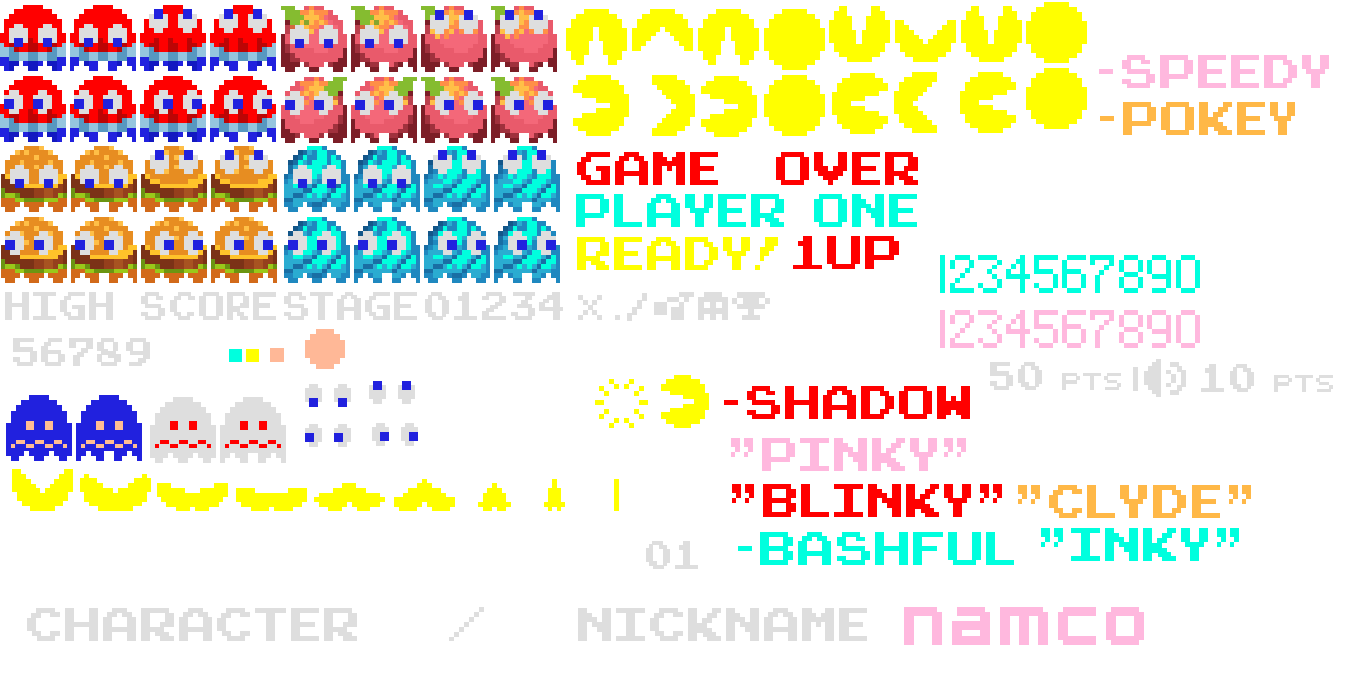 -SPEEDY
-POKEY
GAME OVER
PLAYER ONE
READY! 1UP
1234567890
HIGH SCORE STAGE 01234 x./
1234567890
56789
50 PTS 10 PTS
-SHADOW
"PINKY"
"BLINKY" "CLYDE"
-BASHFUL "INKY"
01
CHARACTER / NICKNAME namco